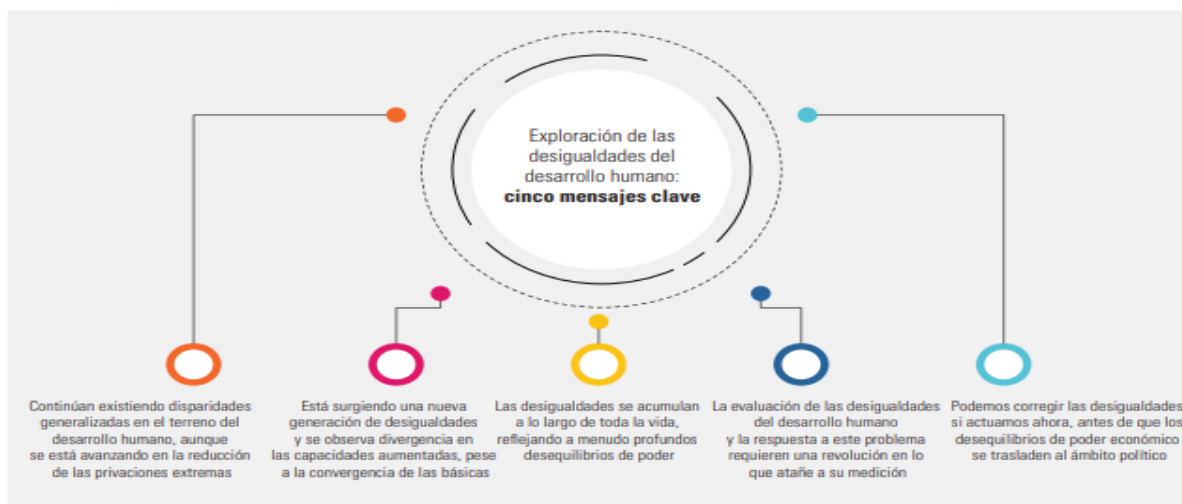 Exploración de las
desigualdades del
desarrollo humano:
cinco mensajes clave
Continúan existiendo disparidades
generalizadas en el terreno del
desarrollo humano, aunque
se está avanzando en la reducción
de las privaciones extremas
Está surgiendo una nueva
generación de desigualdades
y se observa divergencia en
las capacidades aumentadas, pese
a la convergencia de las básicas
Las desigualdades se acumulan
a lo largo de toda la vida,
reflejando a menudo profundos
desequilibrios de poder
La evaluación de las desigualdades
del desarrollo humano
y la respuesta a este problema
requieren una revolución en lo
que atañe a su medición
Podemos corregir las desigualdades
si actuamos ahora, antes de que los
desequilibrios de poder económico
se trasladen al ámbito político